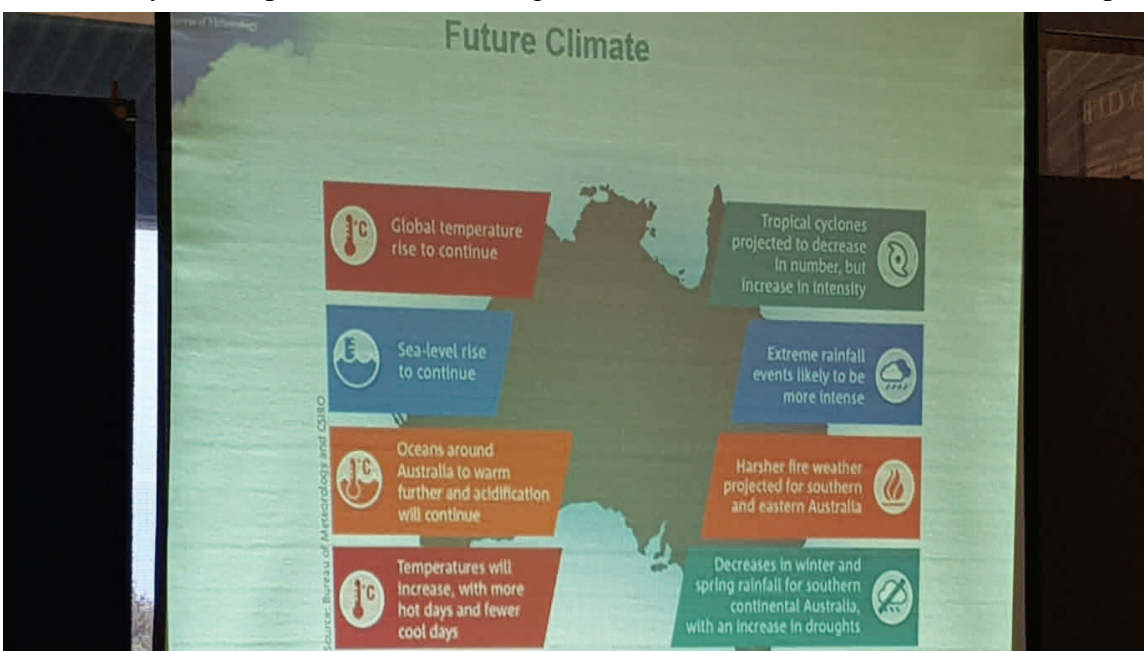 Bureau of Meteorology
Future Climate
°C
Global temperature
rise to continue
Sea-level rise
to continue
°C
Oceans around
Australia to warm
further and acidification
will continue
°C
Temperatures will
increase, with more
hot days and fewer
cool days
Tropical cyclones
projected to decrease
in number, but
increase in intensity
Extreme rainfall
events likely to be
more intense
Harsher fire weather
projected for southern
and eastern Australia
Decreases in winter and
spring rainfall for southern
continental Australia,
with an increase in droughts
Source: Bureau of Meteorology and CSIRO